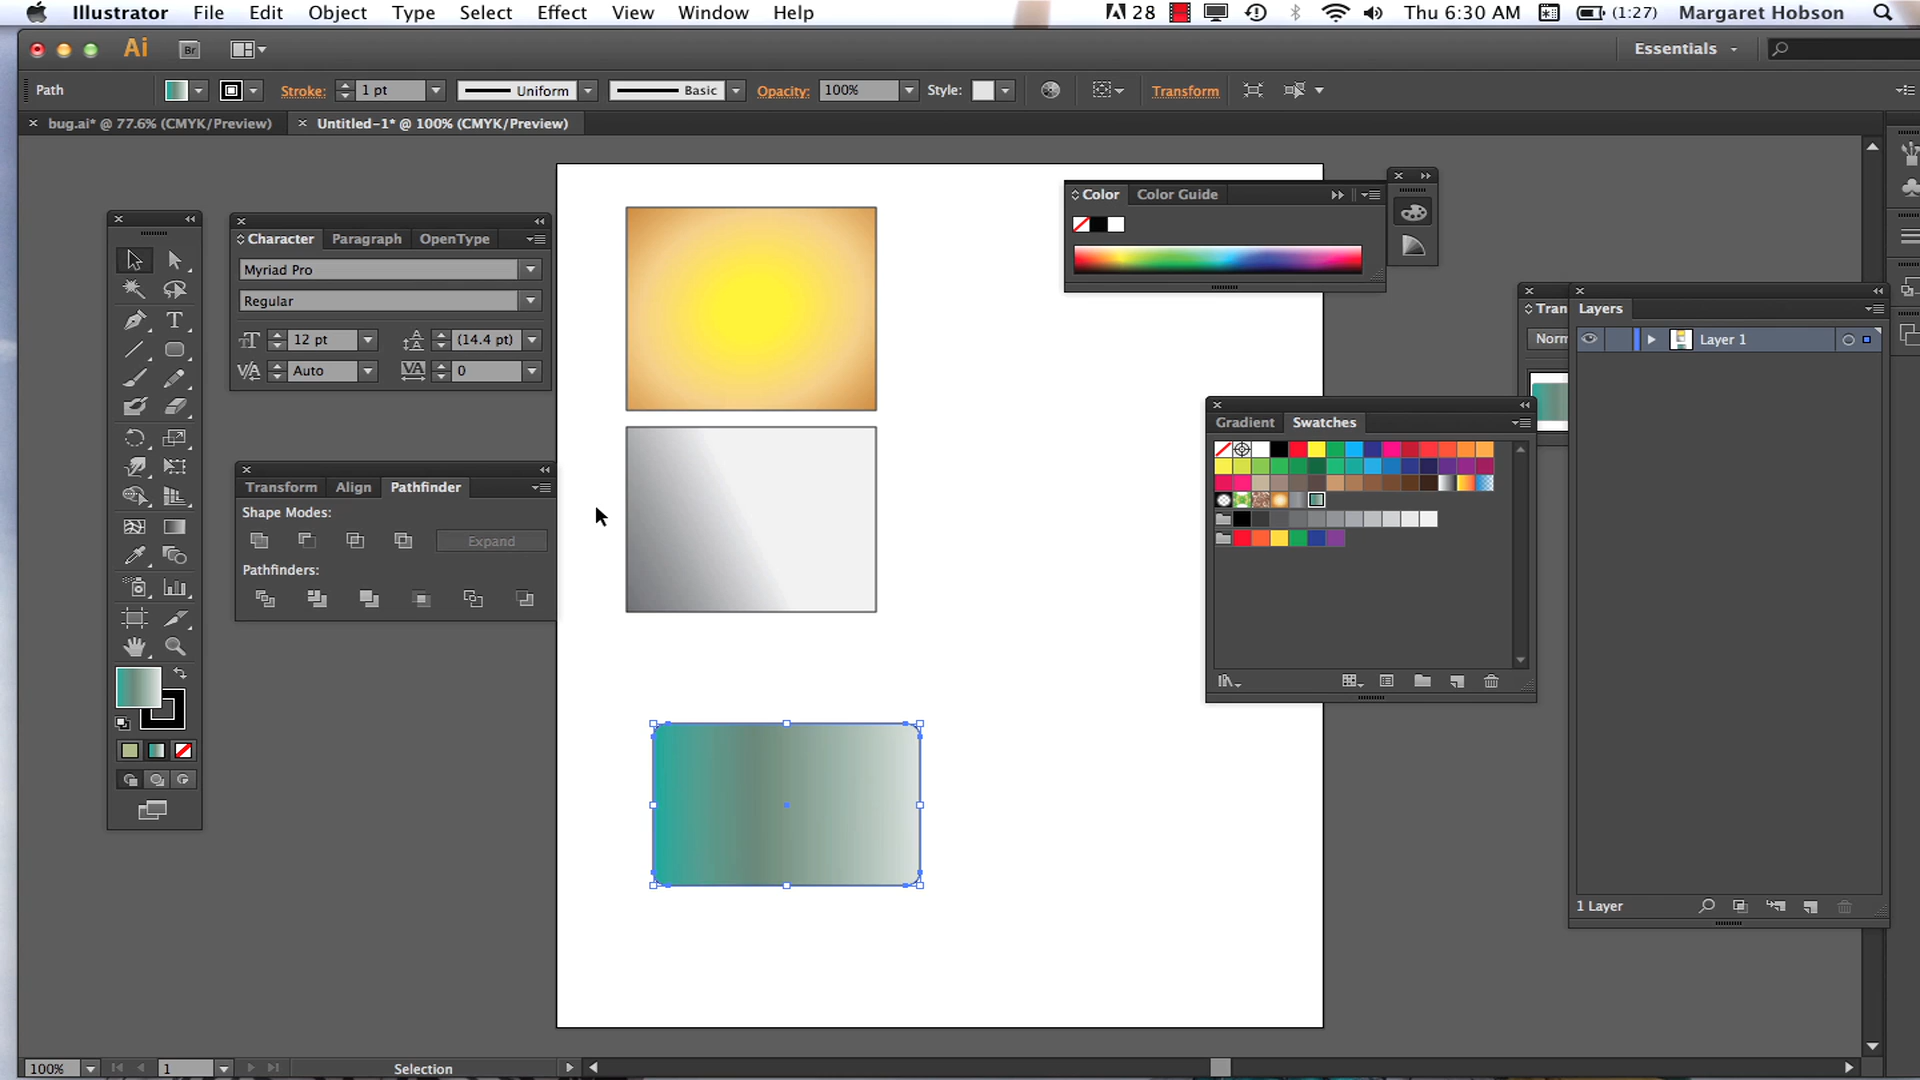 Illustrator File Edit Object Type Select Effect View Window Help 28 Thu 6:30 AM (1:27) Margaret Hobson
Ai Br Essentials
Path Stroke: 1 pt Uniform Basic Opacity: 100% Style: Transform
bug.ai* @ 77.6% (CMYK/Preview) Untitled-1* @ 100% (CMYK/Preview)
Color Color Guide
Character Paragraph OpenType
Myriad Pro
Regular
12 pt (14.4 pt)
Auto 0
Tran Layers
Norm Layer 1
Gradient Swatches
Transform Align Pathfinder
Shape Modes:
Expand
Pathfinders:
1 Layer
100% 1 Selection